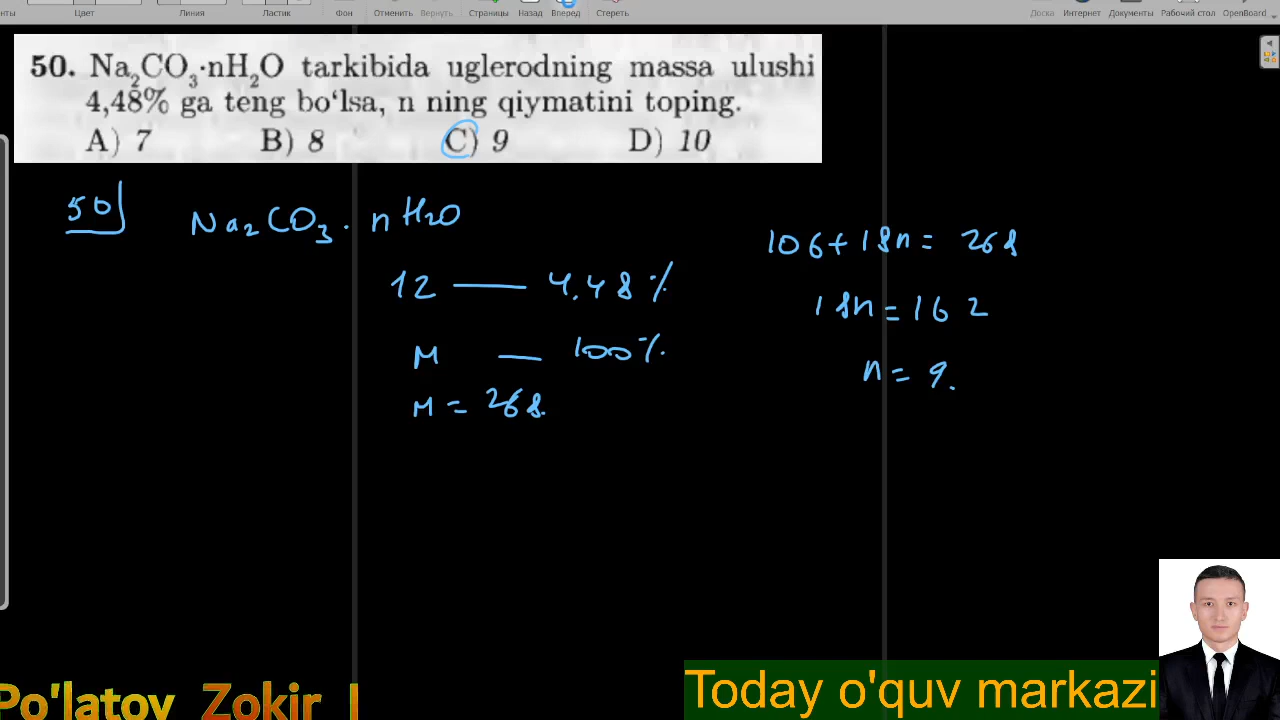 нты Цвет Линия Ластик Фон Отменить Вернуть Страницы Назад Вперед Стереть Доска Интернет Документы Рабочий стол OpenBoard
50. Na₂CO₃·nH₂O tarkibida uglerodning massa ulushi
4,48% ga teng bo‘lsa, n ning qiymatini toping.
A) 7 B) 8 C) 9 D) 10
50
Na₂CO₃ · nH₂O
12 — 4.48%
M — 100%
M = 268.
106+18n = 268
18n = 162
n = 9.
Po'latov Zokir |
Today o'quv markazi